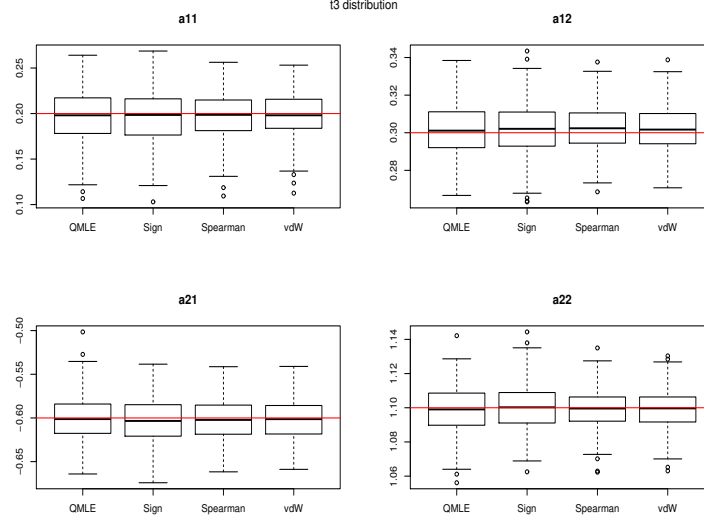 t3 distribution
a11
0.25
0.20
0.15
0.10
QMLE Sign Spearman vdW
a12
0.34
0.32
0.30
0.28
QMLE Sign Spearman vdW
a21
−0.50
−0.55
−0.60
−0.65
QMLE Sign Spearman vdW
a22
1.14
1.12
1.10
1.08
1.06
QMLE Sign Spearman vdW